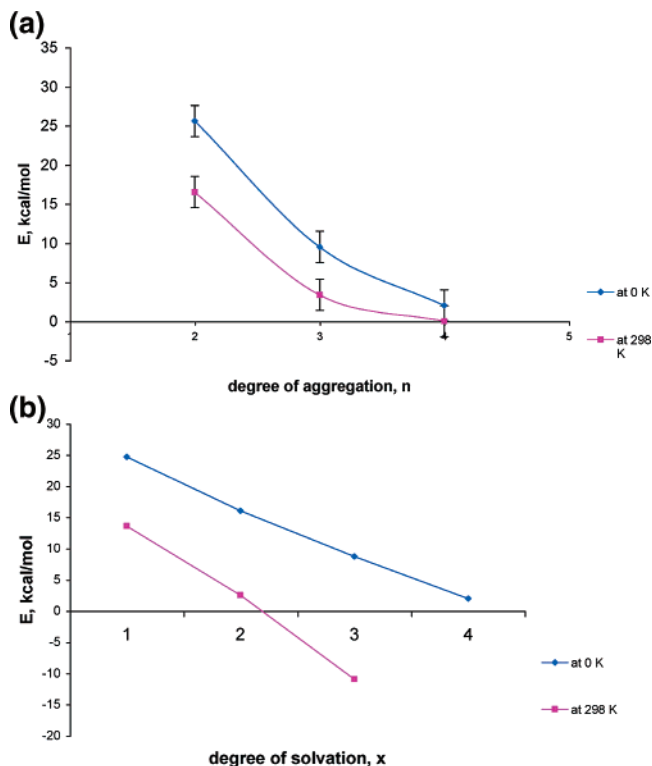 (a)
35
30
25
20
15
10
5
0
-5
E, kcal/mol
2 3 4 5
at 0 K
at 298
K
degree of aggregation, n
(b)
30
25
20
15
10
5
0
-5
-10
-15
-20
E, kcal/mol
1 2 3 4
at 0 K
at 298 K
degree of solvation, x